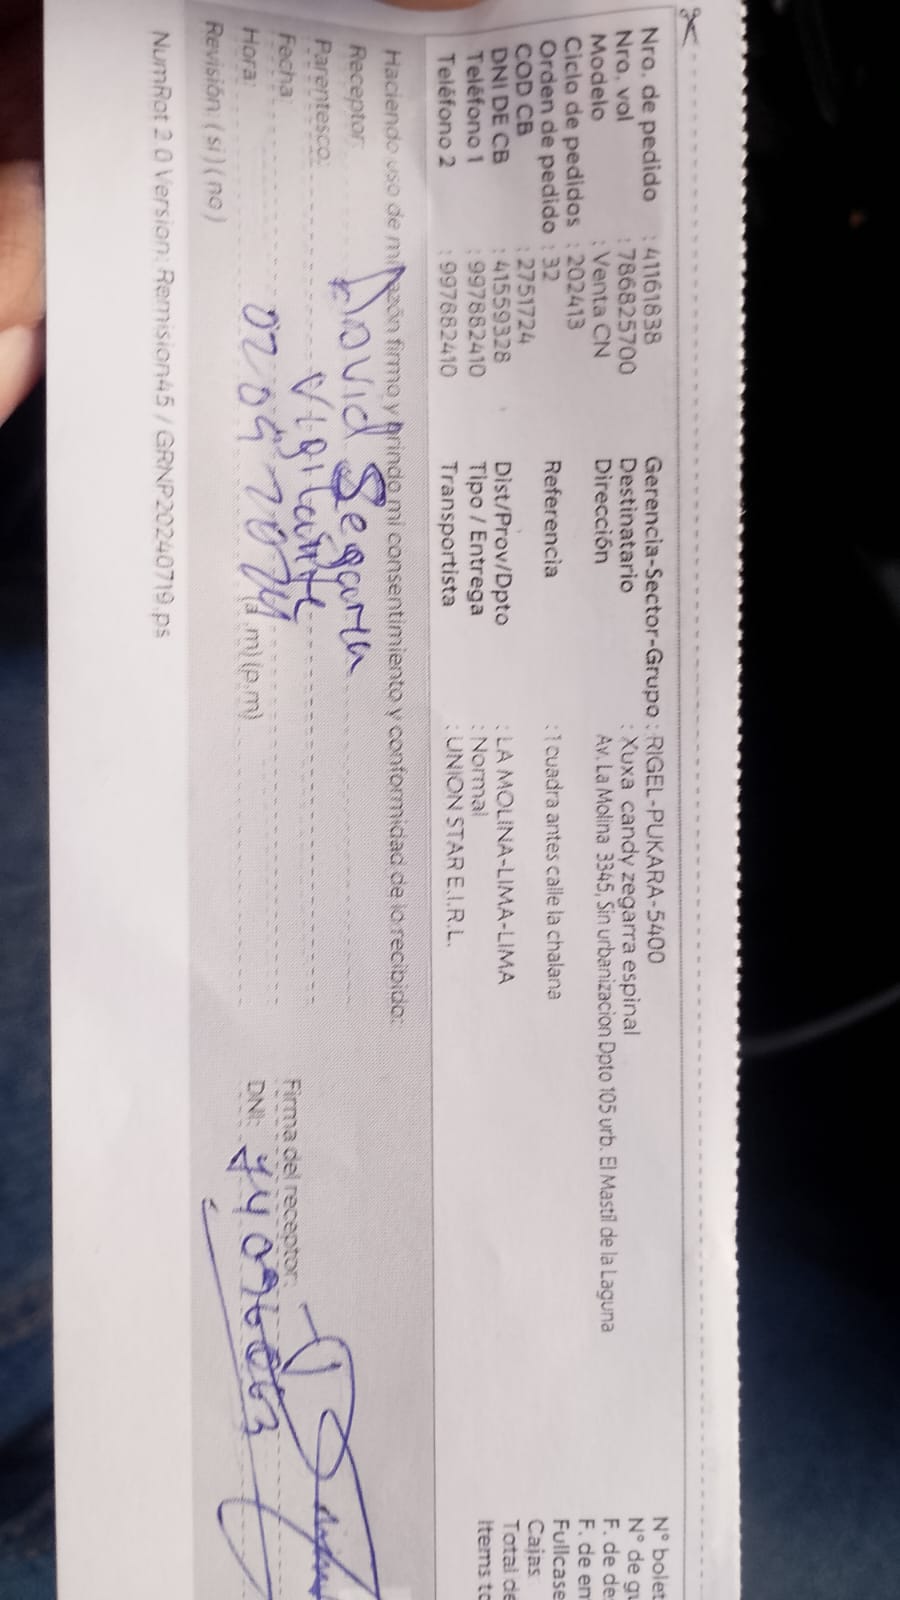 Nro. de pedido : 41161838
Nro. vol : 786825700
Modelo : Venta CN
Ciclo de pedidos : 202413
Orden de pedido : 32
COD CB : 2751724
DNI DE CB : 41559328
Teléfono 1 : 997882410
Teléfono 2 : 997882410
Gerencia-Sector-Grupo : RIGEL-PUKARA-5400
Destinatario : Xuxa candy zegarra espinal
Dirección Av. La Molina 3345, Sin urbanizacion Dpto 105 urb. El Mastil de la Laguna
Referencia : 1 cuadra antes calle la chalana
Dist/Prov/Dpto : LA MOLINA-LIMA-LIMA
Tipo / Entrega : Normal
Transportista : UNION STAR E.I.R.L.
N° bolet
N° de gu
F. de de
F. de en
Fullcase
Cajas
Total de
Items to
Haciendo uso de mi razón firmo y brindo mi consentimiento y conformidad de lo recibido:
Receptor: David Segarra
Parentesco: Vigilante
Fecha:
Hora: (a.m) (p.m)
Revisión: (si) (no)
Firma del receptor:
DNI:
NumRot 2.0 Version: Remision45 / GRNP20240719.ps